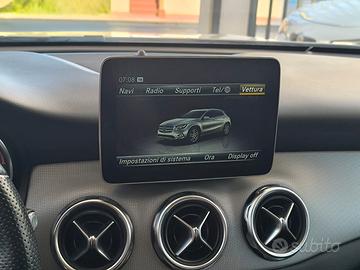 07:08
Navi Radio Supporti Tel/ Vettura
Impostazioni di sistema Ora Display off
subito